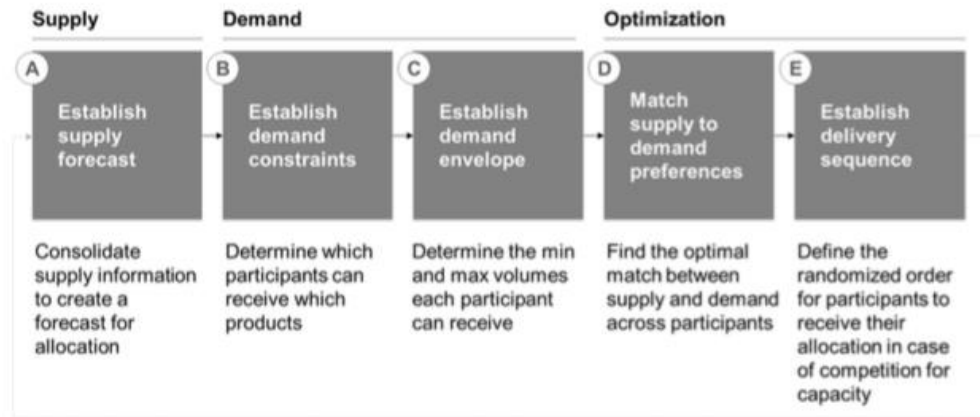 Supply
Demand
Optimization
A
Establish
supply
forecast
B
Establish
demand
constraints
C
Establish
demand
envelope
D
Match
supply to
demand
preferences
E
Establish
delivery
sequence
Consolidate
supply information
to create a
forecast for
allocation
Determine which
participants can
receive which
products
Determine the min
and max volumes
each participant
can receive
Find the optimal
match between
supply and demand
across participants
Define the
randomized order
for participants to
receive their
allocation in case
of competition for
capacity